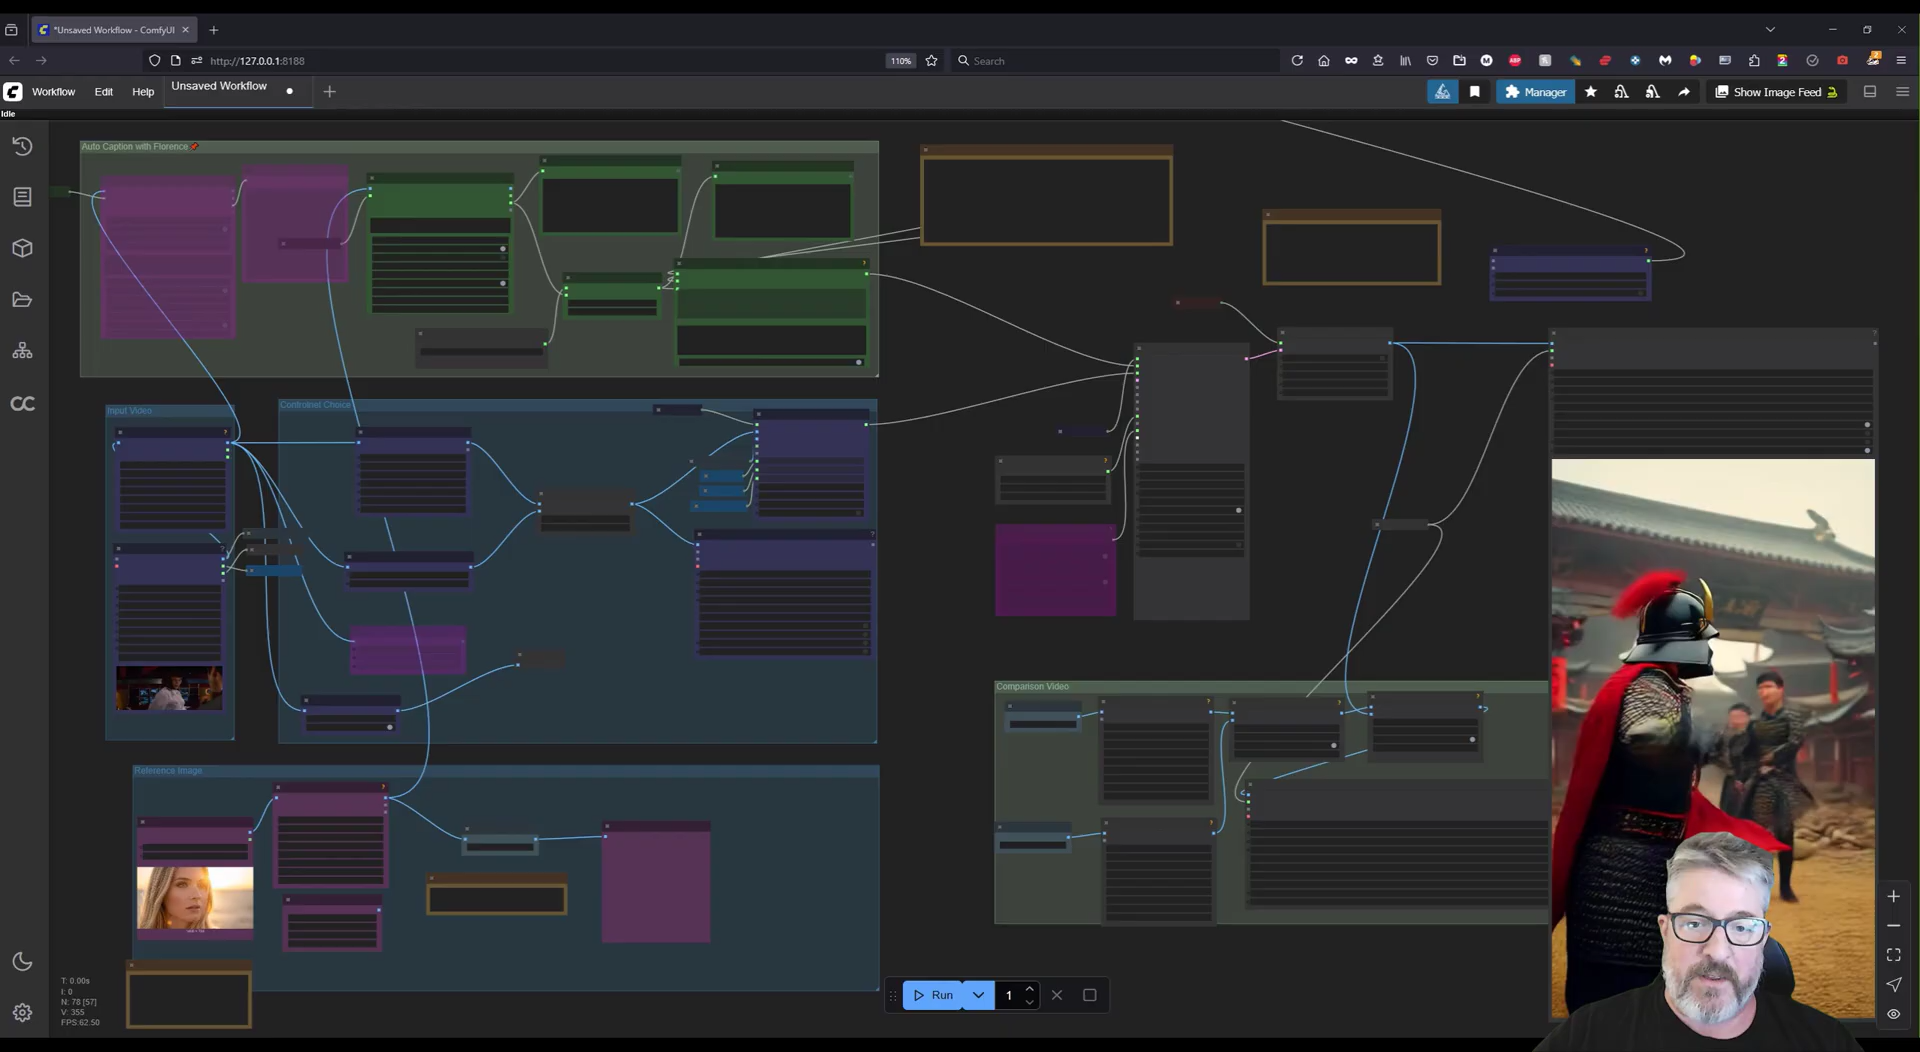 *Unsaved Workflow - ComfyUI
http://127.0.0.1:8188
110%
Search
Workflow
Edit
Help
Unsaved Workflow
Manager
Show Image Feed
Idle
Auto Caption with Florence
Input Video
Controlnet Choice
Reference Image
Comparison Video
CC
T: 0.00s
I: 0
N: 78 [57]
V: 355
FPS:62.50
Run
1